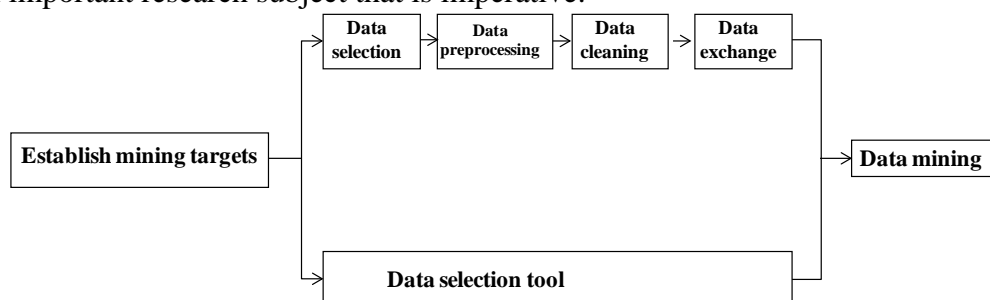 important research subject that is imperative.
Data
selection
Data
preprocessing
Data
cleaning
Data
exchange
Establish mining targets
Data mining
Data selection tool